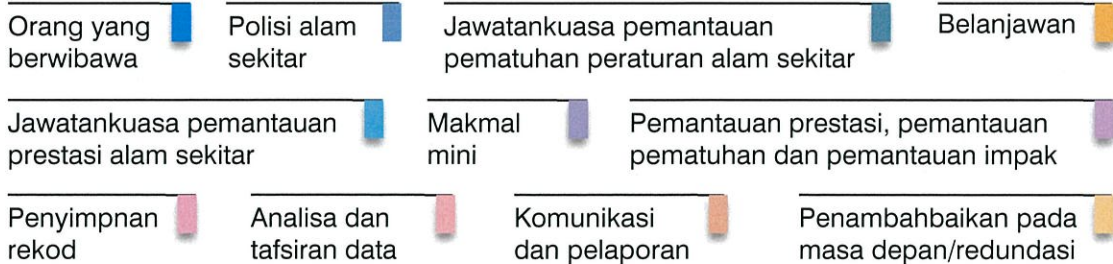 Orang yang berwibawa
Polisi alam sekitar
Jawatankuasa pemantauan pematuhan peraturan alam sekitar
Belanjawan
Jawatankuasa pemantauan prestasi alam sekitar
Makmal mini
Pemantauan prestasi, pemantauan pematuhan dan pemantauan impak
Penyimpnan rekod
Analisa dan tafsiran data
Komunikasi dan pelaporan
Penambahbaikan pada masa depan/redundasi